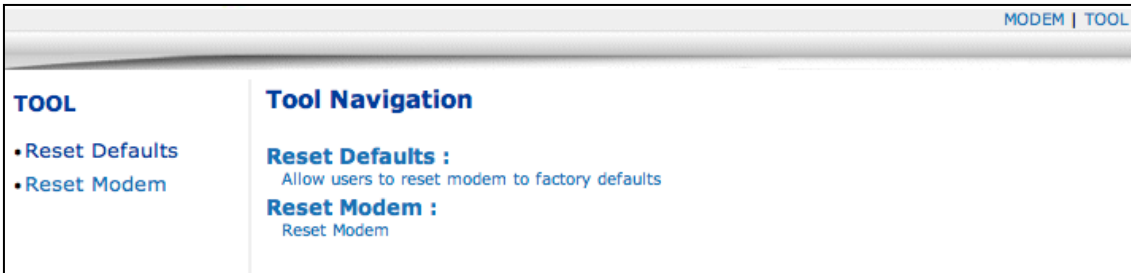 MODEM | TOOL
TOOL
•Reset Defaults
•Reset Modem
Tool Navigation
Reset Defaults :
Allow users to reset modem to factory defaults
Reset Modem :
Reset Modem